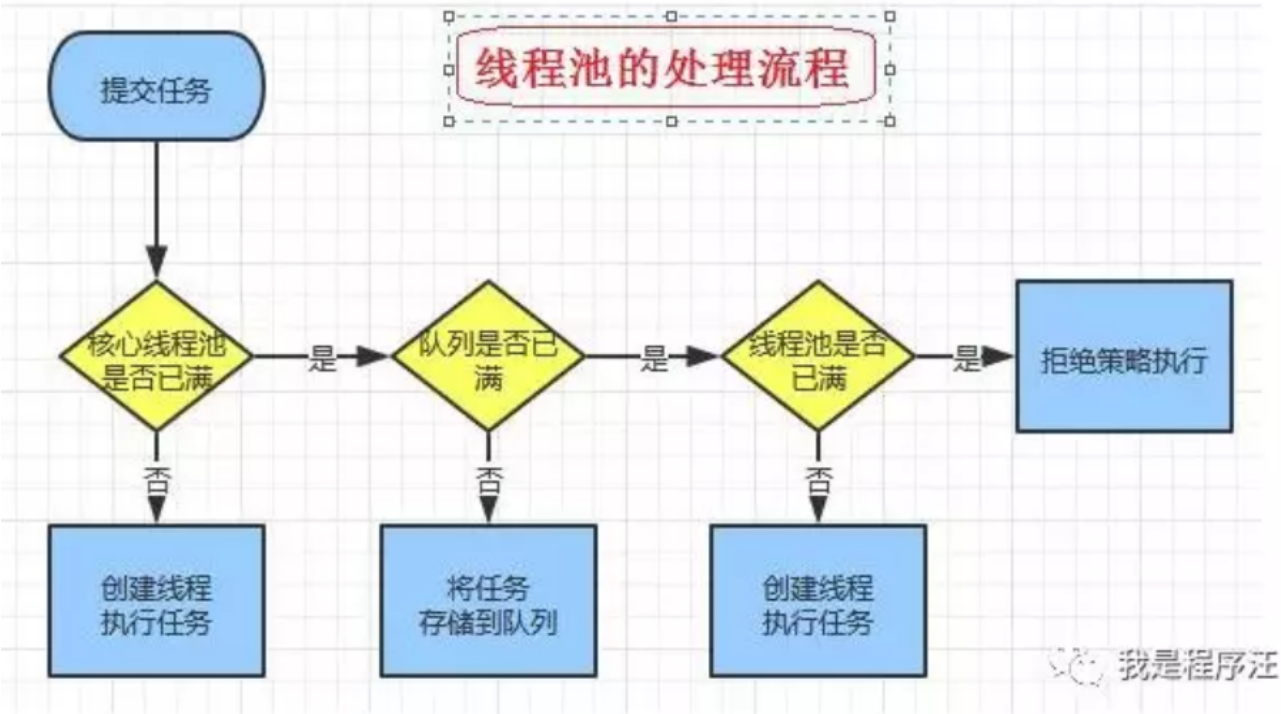 线程池的处理流程
提交任务
核心线程池
是否已满
是
队列是否已
满
是
线程池是否
已满
是
拒绝策略执行
否
否
否
创建线程
执行任务
将任务
存储到队列
创建线程
执行任务
我是程序汪